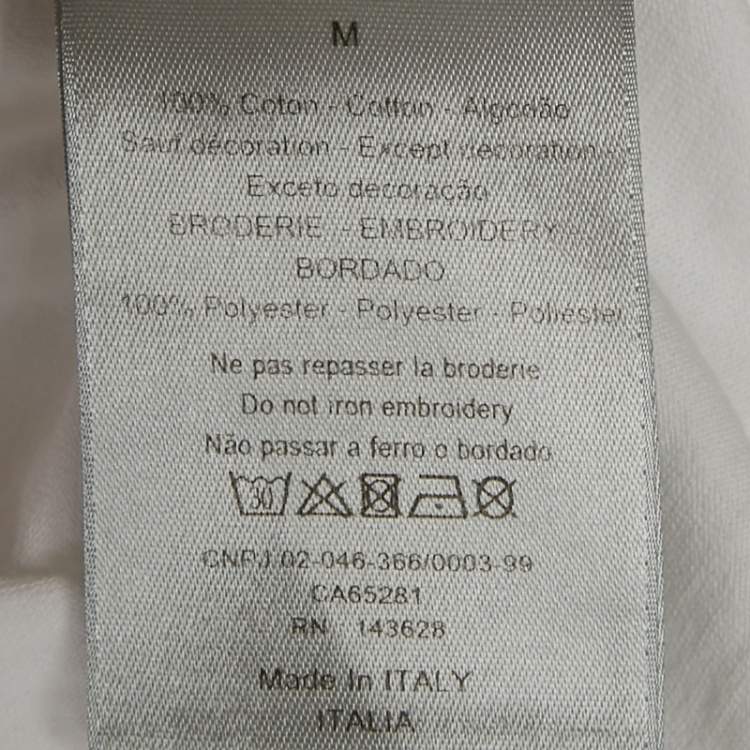 M
100% Coton - Cotton - Algodão
Sauf décoration - Except decoration -
Exceto decoração
BRODERIE - EMBROIDERY -
BORDADO
100% Polyester - Polyester - Poliester
Ne pas repasser la broderie
Do not iron embroidery
Não passar a ferro o bordado
30
CNPJ 02-046-366/0003-99
CA65281
RN 143628
Made In ITALY
ITALIA